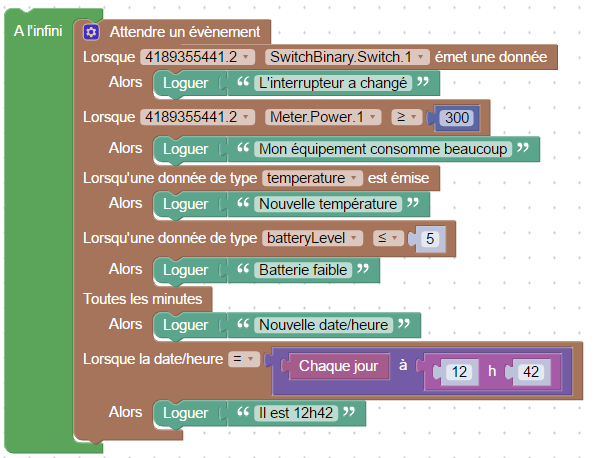 A l'infini Attendre un évènement
Lorsque 4189355441.2 SwitchBinary.Switch.1 émet une donnée
Alors Loguer “ L'interrupteur a changé ”
Lorsque 4189355441.2 Meter.Power.1 ≥ 300
Alors Loguer “ Mon équipement consomme beaucoup ”
Lorsqu'une donnée de type temperature est émise
Alors Loguer “ Nouvelle température ”
Lorsqu'une donnée de type batteryLevel ≤ 5
Alors Loguer “ Batterie faible ”
Toutes les minutes
Alors Loguer “ Nouvelle date/heure ”
Lorsque la date/heure = Chaque jour à 12 h 42
Alors Loguer “ Il est 12h42 ”